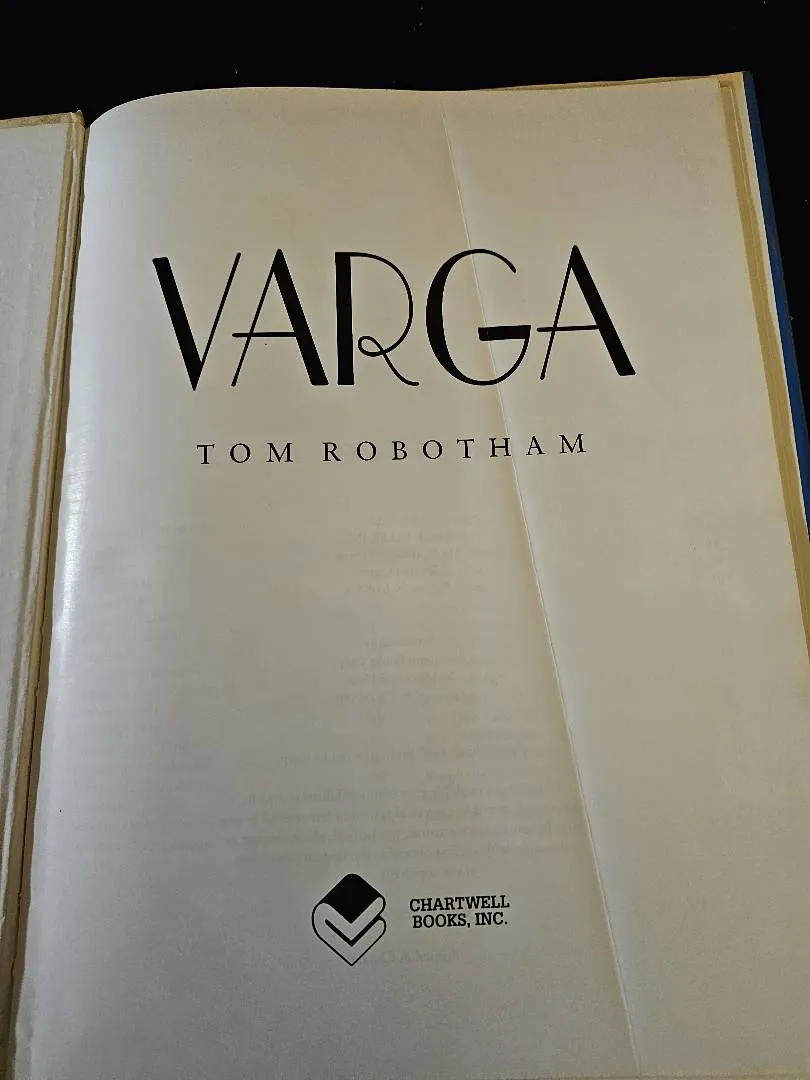 VARGA
TOM ROBOTHAM
CHARTWELL
BOOKS, INC.